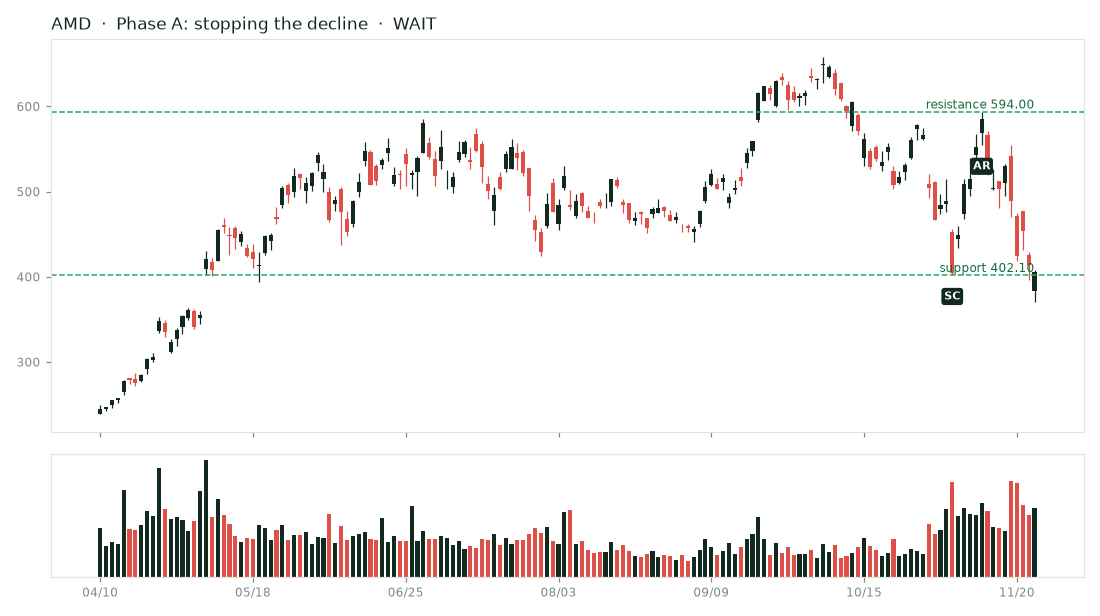 AMD · Phase A: stopping the decline · WAIT
600
resistance 594.00
AR
500
400
support 402.10
SC
300
04/10
05/18
06/25
08/03
09/09
10/15
11/20